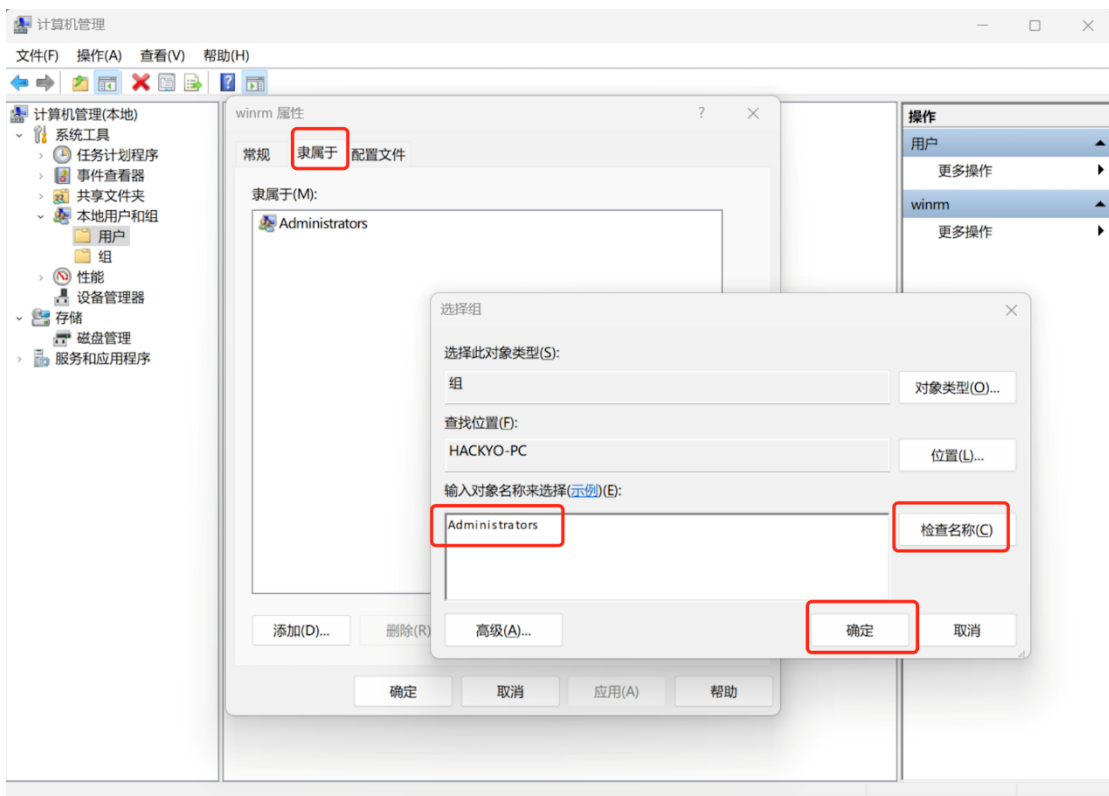 计算机管理
文件(F) 操作(A) 查看(V) 帮助(H)
计算机管理(本地)
系统工具
任务计划程序
事件查看器
共享文件夹
本地用户和组
用户
组
性能
设备管理器
存储
磁盘管理
服务和应用程序
winrm 属性
常规 隶属于 配置文件
隶属于(M):
Administrators
添加(D)... 删除(R)
确定 取消 应用(A) 帮助
选择组
选择此对象类型(S):
组
对象类型(O)...
查找位置(F):
HACKYO-PC
位置(L)...
输入对象名称来选择(示例)(E):
Administrators
检查名称(C)
高级(A)... 确定 取消
操作
用户
更多操作
winrm
更多操作